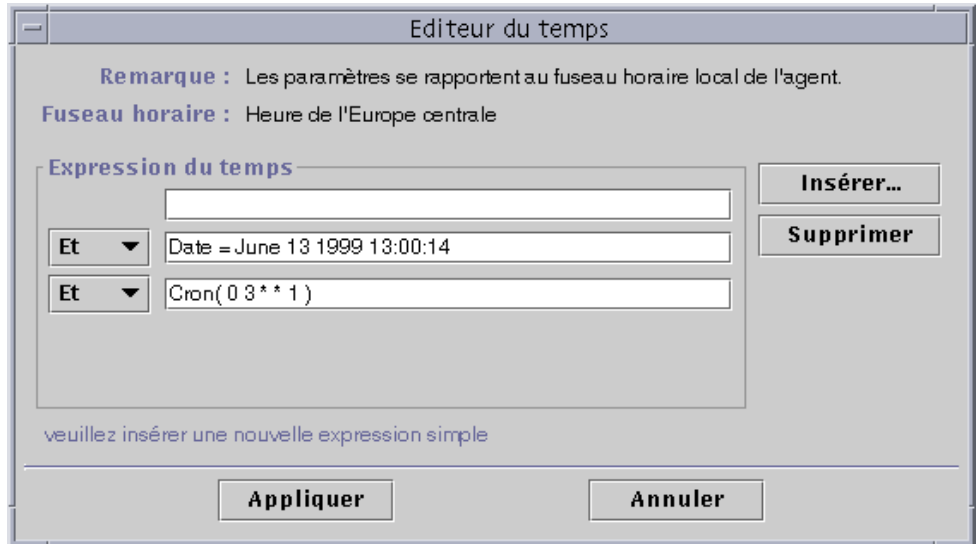 Editeur du temps
Remarque : Les paramètres se rapportent au fuseau horaire local de l'agent.
Fuseau horaire : Heure de l'Europe centrale
Expression du temps
Insérer...
Et Date = June 13 1999 13:00:14
Supprimer
Et Cron( 0 3 * * 1 )
veuillez insérer une nouvelle expression simple
Appliquer Annuler